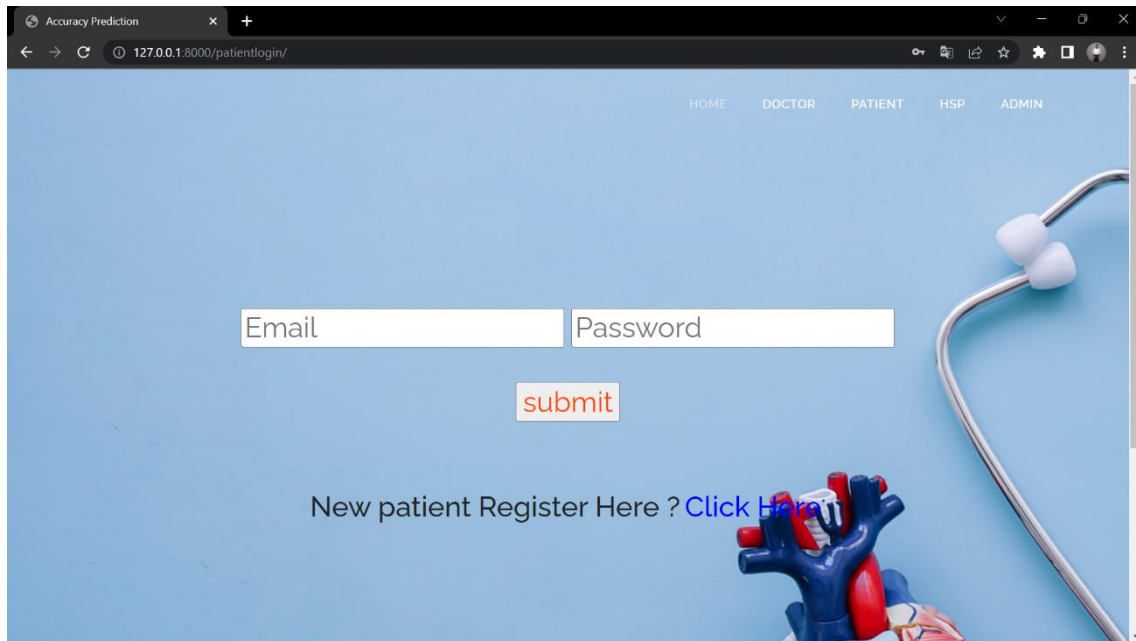 Accuracy Prediction
127.0.0.1:8000/patientlogin/
HOME DOCTOR PATIENT HSP ADMIN
Email Password
submit
New patient Register Here ? Click Here